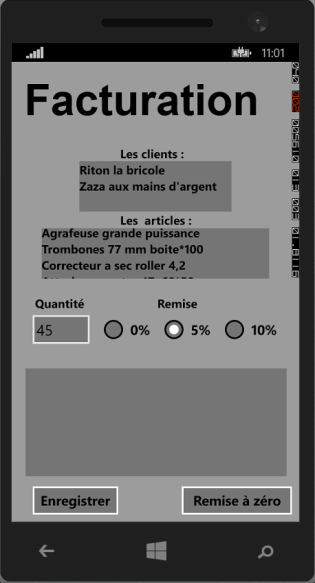 11:01
Facturation
Les clients :
Riton la bricole
Zaza aux mains d'argent
Les articles :
Agrafeuse grande puissance
Trombones 77 mm boite*100
Correcteur a sec roller 4,2
Quantité Remise
45 0% 5% 10%
Enregistrer Remise à zéro